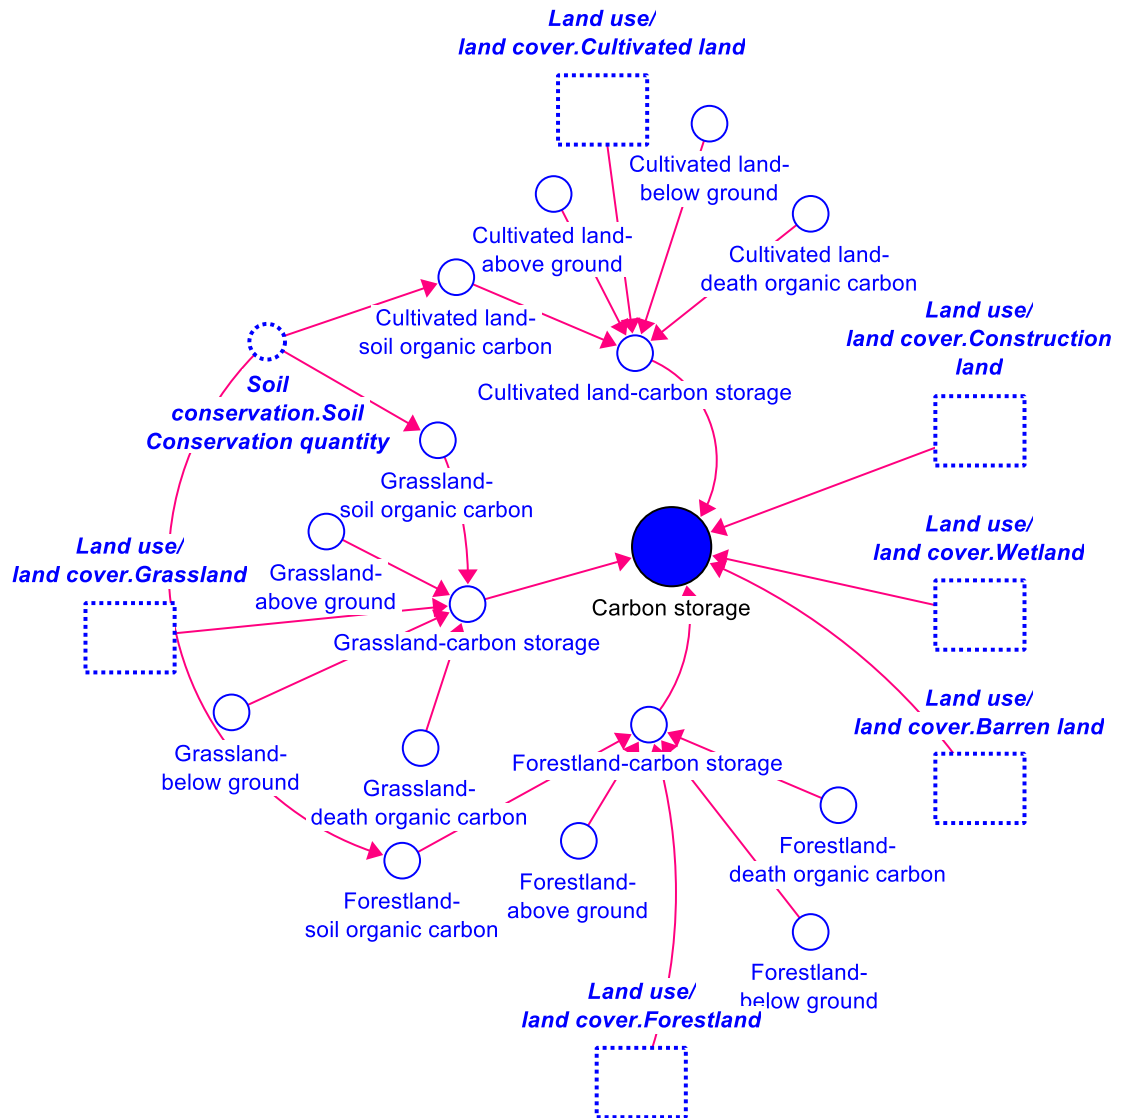 Land use/
land cover.Cultivated land
Cultivated land-
below ground
Cultivated land-
above ground
Cultivated land-
death organic carbon
Cultivated land-
soil organic carbon
Land use/
land cover.Construction
land
Soil
conservation.Soil
Conservation quantity
Cultivated land-carbon storage
Grassland-
soil organic carbon
Land use/
land cover.Wetland
Land use/
land cover.Grassland
Grassland-
above ground
Carbon storage
Grassland-carbon storage
Land use/
land cover.Barren land
Grassland-
below ground
Forestland-carbon storage
Grassland-
death organic carbon
Forestland-
death organic carbon
Forestland-
above ground
Forestland-
soil organic carbon
Forestland-
below ground
Land use/
land cover.Forestland